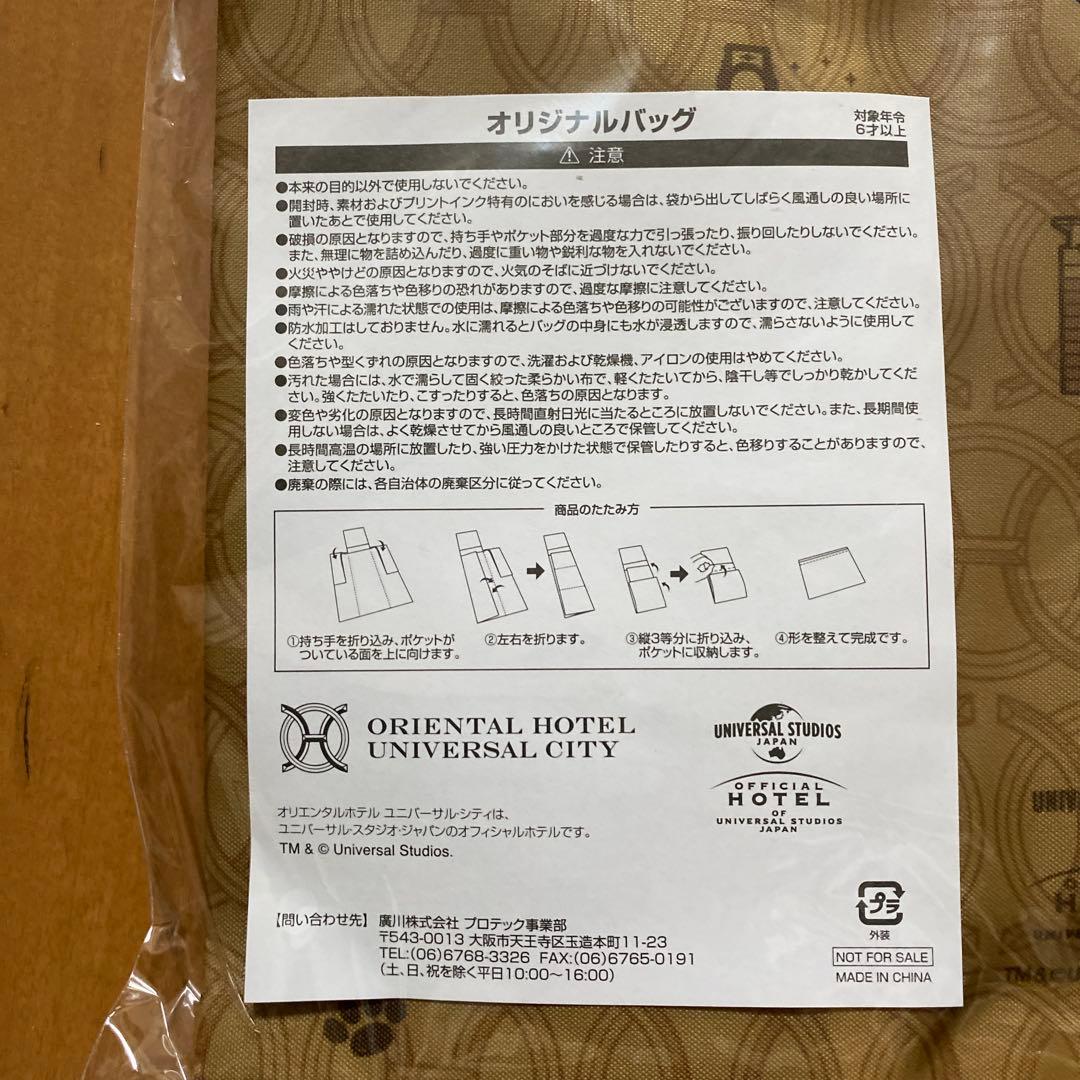 オリジナルバッグ
対象年令
6才以上
⚠ 注意
●本来の目的以外で使用しないでください。
●開封時、素材およびプリントインク特有のにおいを感じる場合は、袋から出してしばらく風通しの良い場所に
置いたあとで使用してください。
●破損の原因となりますので、持ち手やポケット部分を過度な力で引っ張ったり、振り回したりしないでください。
また、無理に物を詰め込んだり、過度に重い物や鋭利な物を入れないでください。
●火災ややけどの原因となりますので、火気のそばに近づけないでください。
●摩擦による色落ちや色移りの恐れがありますので、過度な摩擦に注意してください。
●雨や汗による濡れた状態での使用は、摩擦による色落ちや色移りの可能性がございますので、注意してください。
●防水加工はしておりません。水に濡れるとバッグの中身にも水が浸透しますので、濡らさないように使用して
ください。
●色落ちや型くずれの原因となりますので、洗濯および乾燥機、アイロンの使用はやめてください。
●汚れた場合には、水で濡らして固く絞った柔らかい布で、軽くたたいてから、陰干し等でしっかり乾かしてくだ
さい。強くたたいたり、こすったりすると、色落ちの原因となります。
●変色や劣化の原因となりますので、長時間直射日光に当たるところに放置しないでください。また、長期間使
用しない場合は、よく乾燥させてから風通しの良いところで保管してください。
●長時間高温の場所に放置したり、強い圧力をかけた状態で保管したりすると、色移りすることがありますので、
注意してください。
●廃棄の際には、各自治体の廃棄区分に従ってください。
商品のたたみ方
①持ち手を折り込み、ポケットが
ついている面を上に向けます。
②左右を折ります。
③縦3等分に折り込み、
ポケットに収納します。
④形を整えて完成です。
ORIENTAL HOTEL
UNIVERSAL CITY
UNIVERSAL STUDIOS
JAPAN
OFFICIAL
HOTEL
OF
UNIVERSAL STUDIOS
JAPAN
オリエンタルホテル ユニバーサル・シティは、
ユニバーサル・スタジオ・ジャパンのオフィシャルホテルです。
TM & © Universal Studios.
【問い合わせ先】 廣川株式会社 プロテック事業部
〒543-0013 大阪市天王寺区玉造本町11-23
TEL:(06)6768-3326 FAX:(06)6765-0191
(土、日、祝を除く平日10:00～16:00)
プラ
外装
NOT FOR SALE
MADE IN CHINA